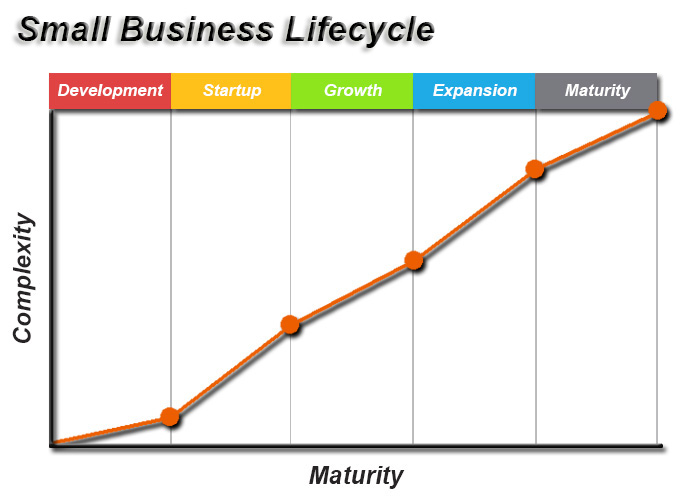 Small Business Lifecycle
Development Startup Growth Expansion Maturity
Complexity
Maturity